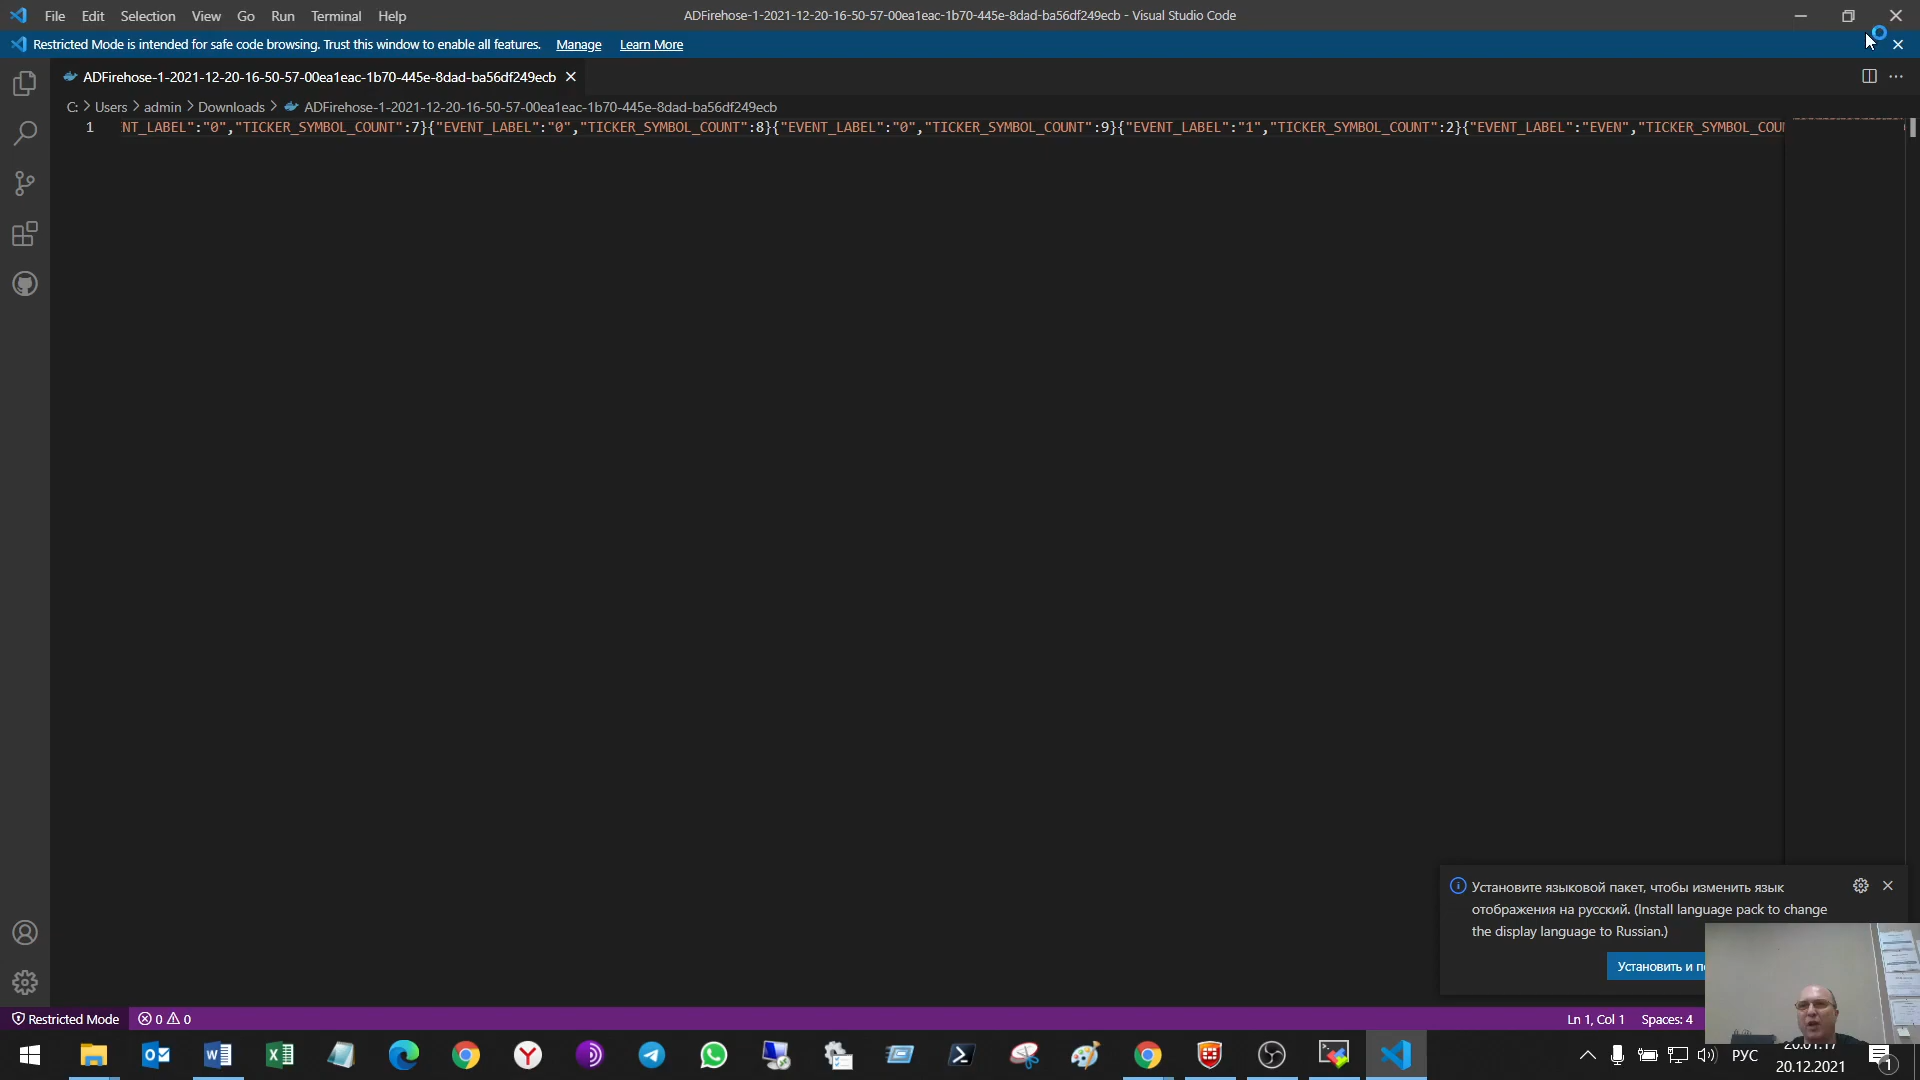 File Edit Selection View Go Run Terminal Help
ADFirehose-1-2021-12-20-16-50-57-00ea1eac-1b70-445e-8dad-ba56df249ecb - Visual Studio Code
Restricted Mode is intended for safe code browsing. Trust this window to enable all features. Manage Learn More
ADFirehose-1-2021-12-20-16-50-57-00ea1eac-1b70-445e-8dad-ba56df249ecb
C: > Users > admin > Downloads > ADFirehose-1-2021-12-20-16-50-57-00ea1eac-1b70-445e-8dad-ba56df249ecb
1 NT_LABEL":"0","TICKER_SYMBOL_COUNT":7}{"EVENT_LABEL":"0","TICKER_SYMBOL_COUNT":8}{"EVENT_LABEL":"0","TICKER_SYMBOL_COUNT":9}{"EVENT_LABEL":"1","TICKER_SYMBOL_COUNT":2}{"EVENT_LABEL":"EVEN","TICKER_SYMBOL_COU
Установите языковой пакет, чтобы изменить язык
отображения на русский. (Install language pack to change
the display language to Russian.)
Установить и
Restricted Mode 0 0
Ln 1, Col 1 Spaces: 4
РУС
20.12.2021
1